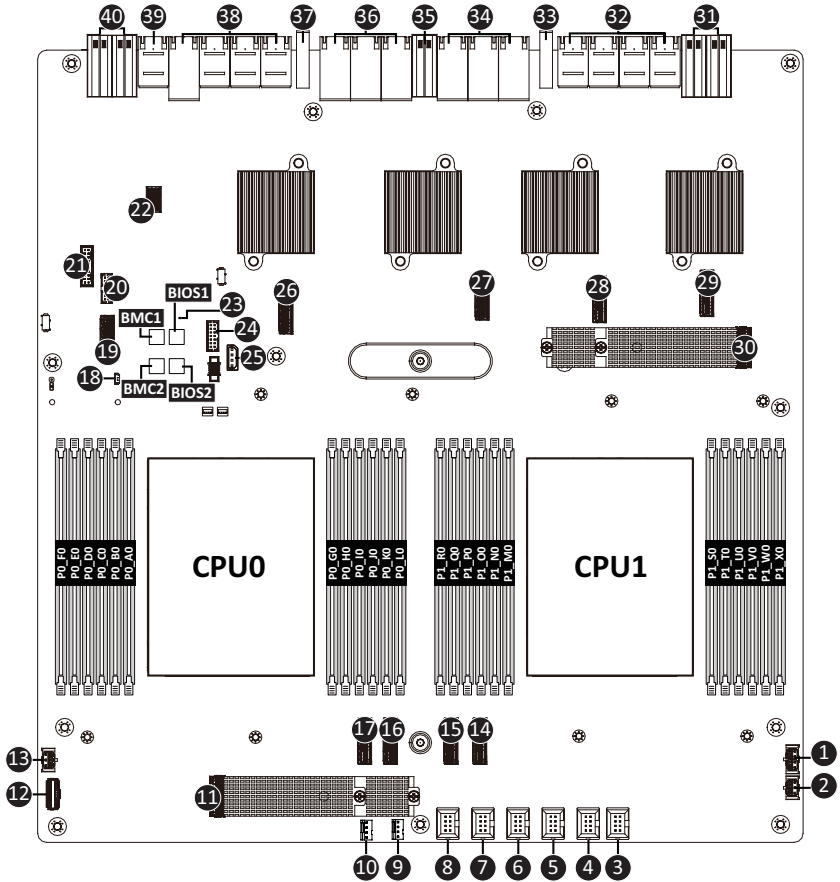 40 39 38 37 36 35 34 33 32 31
22
21
20
BIOS1
23
26
27
28
29
BMC1
24
19
25
30
18
BMC2
BIOS2
P0_F0
P0_E0
P0_D0
P0_C0
P0_B0
P0_A0
CPU0
P0_G0
P0_H0
P0_I0
P0_J0
P0_K0
P0_L0
P1_R0
P1_Q0
P1_P0
P1_O0
P1_N0
P1_M0
CPU1
P1_S0
P1_T0
P1_U0
P1_V0
P1_W0
P1_X0
17 16 15 14
13
1
12
11
2
10 9 8 7 6 5 4 3